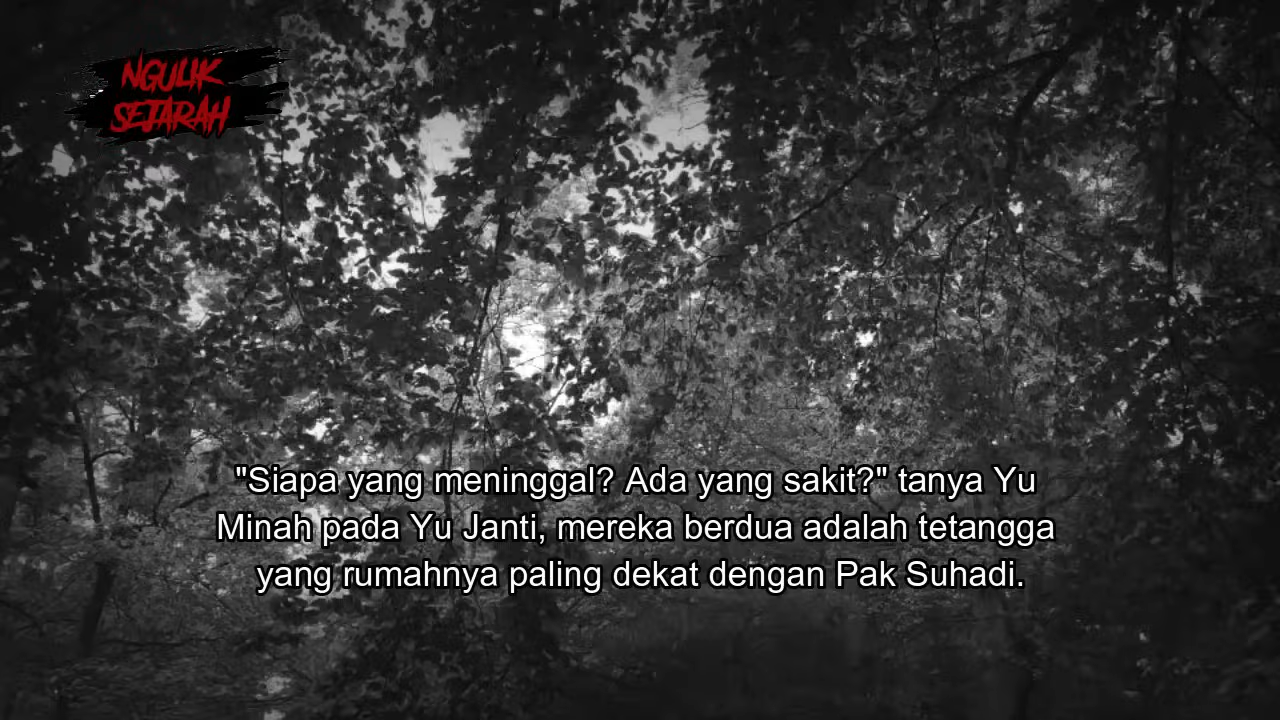 NGULIK
SEJARAH
"Siapa yang meninggal? Ada yang sakit?" tanya Yu
Minah pada Yu Janti, mereka berdua adalah tetangga
yang rumahnya paling dekat dengan Pak Suhadi.